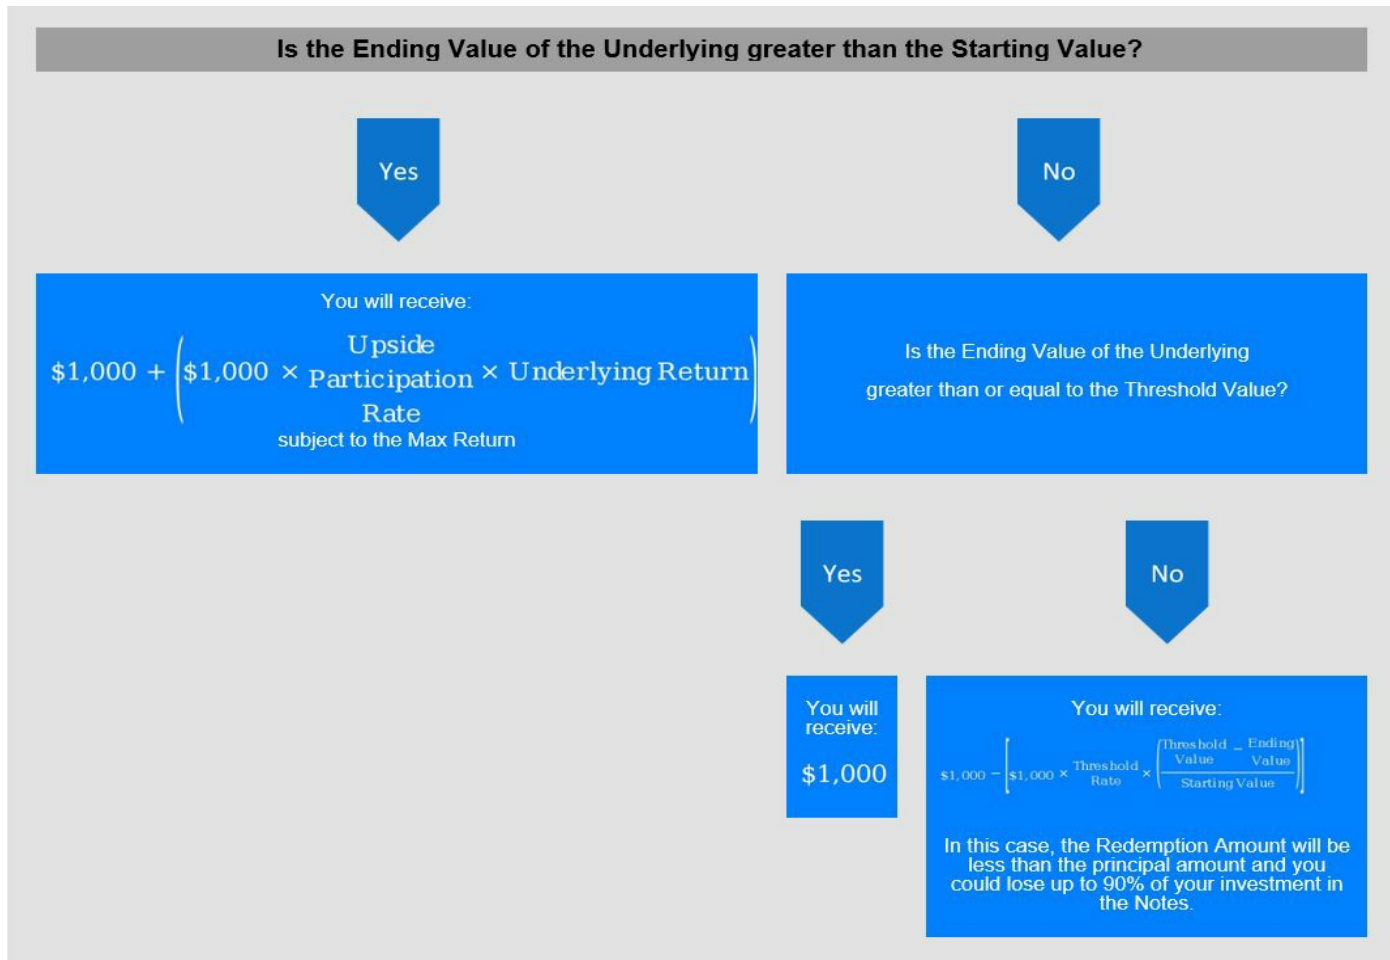 Is the Ending Value of the Underlying greater than the Starting Value?
Yes
No
You will receive:
$1,000 + ($1,000 × Upside Participation Rate × Underlying Return)
subject to the Max Return
Is the Ending Value of the Underlying
greater than or equal to the Threshold Value?
Yes
No
You will
receive:
$1,000
You will receive:
$1,000 − [$1,000 × Threshold Rate × ((Threshold Value − Ending Value) / Starting Value)]
In this case, the Redemption Amount will be
less than the principal amount and you
could lose up to 90% of your investment in
the Notes.